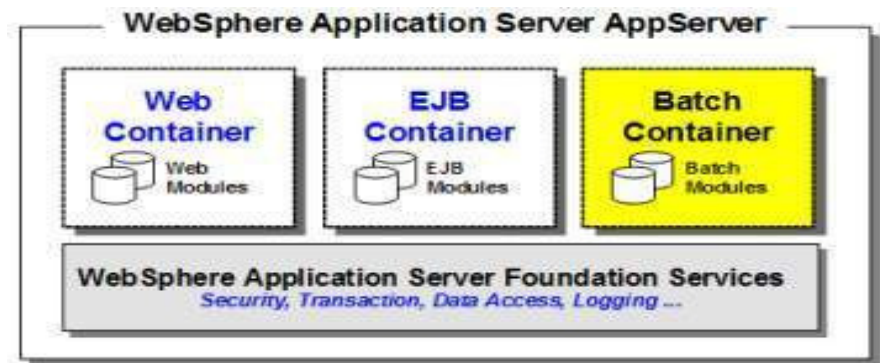 WebSphere Application Server AppServer
Web
Container
Web
Modules
EJB
Container
EJB
Modules
Batch
Container
Batch
Modules
WebSphere Application Server Foundation Services
Security, Transaction, Data Access, Logging ...